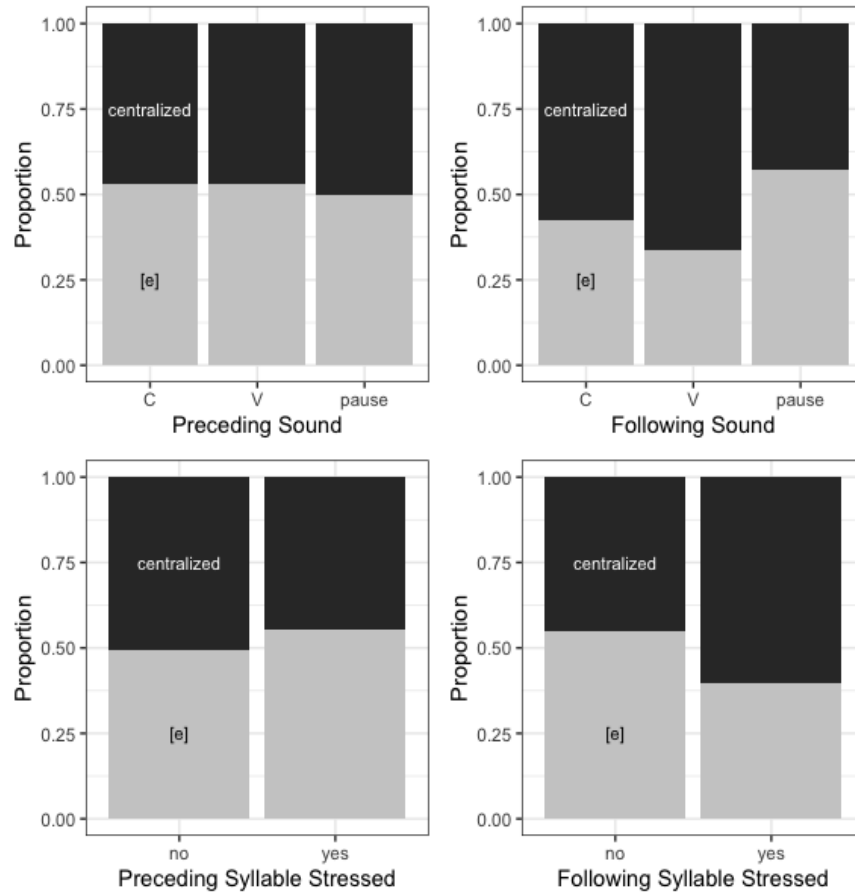 1.00
0.75
0.50
0.25
0.00
Proportion
centralized
[e]
C V pause
Preceding Sound
1.00
0.75
0.50
0.25
0.00
Proportion
centralized
[e]
C V pause
Following Sound
1.00
0.75
0.50
0.25
0.00
Proportion
centralized
[e]
no yes
Preceding Syllable Stressed
1.00
0.75
0.50
0.25
0.00
Proportion
centralized
[e]
no yes
Following Syllable Stressed